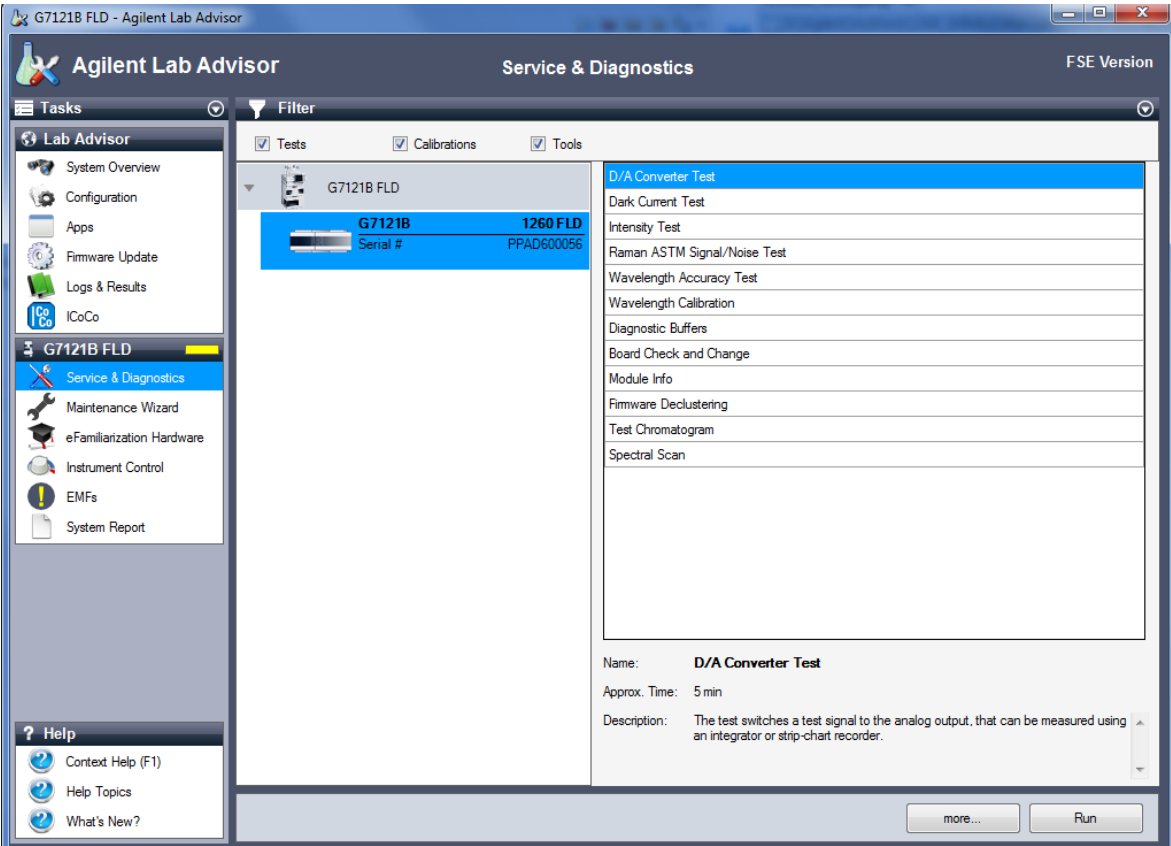 G7121B FLD - Agilent Lab Advisor
Agilent Lab Advisor
Service & Diagnostics
FSE Version
Tasks
Filter
Lab Advisor
System Overview
Configuration
Apps
Firmware Update
Logs & Results
ICoCo
G7121B FLD
Service & Diagnostics
Maintenance Wizard
eFamiliarization Hardware
Instrument Control
EMFs
System Report
? Help
Context Help (F1)
Help Topics
What's New?
Tests
Calibrations
Tools
G7121B FLD
G7121B 1260 FLD
Serial # PPAD600056
D/A Converter Test
Dark Current Test
Intensity Test
Raman ASTM Signal/Noise Test
Wavelength Accuracy Test
Wavelength Calibration
Diagnostic Buffers
Board Check and Change
Module Info
Firmware Declustering
Test Chromatogram
Spectral Scan
Name: D/A Converter Test
Approx. Time: 5 min
Description: The test switches a test signal to the analog output, that can be measured using
an integrator or strip-chart recorder.
more...
Run